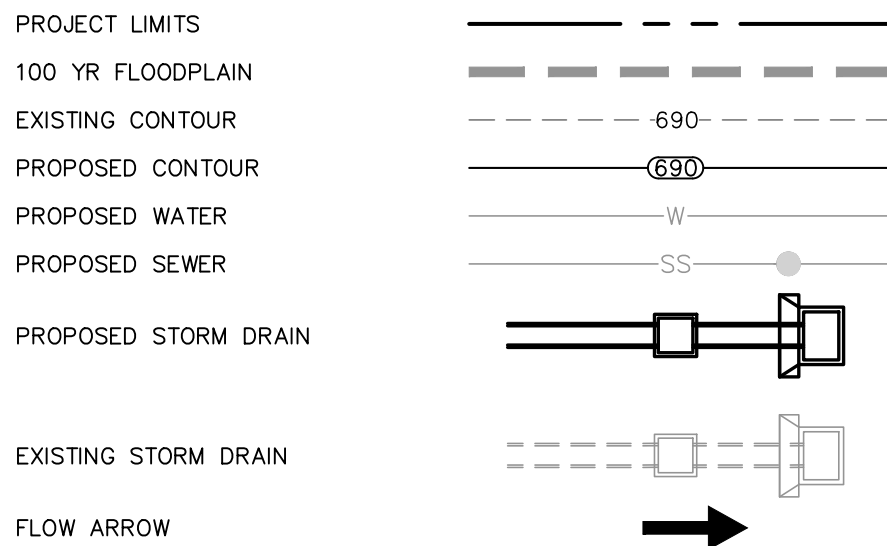 PROJECT LIMITS
100 YR FLOODPLAIN
EXISTING CONTOUR 690
PROPOSED CONTOUR 690
PROPOSED WATER W
PROPOSED SEWER SS
PROPOSED STORM DRAIN
EXISTING STORM DRAIN
FLOW ARROW